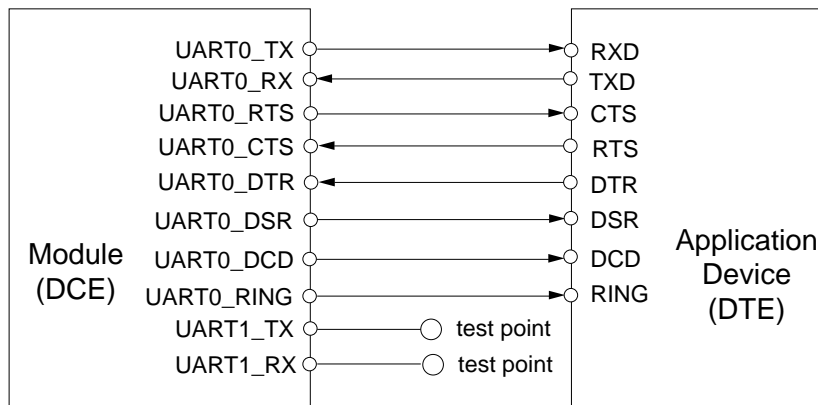 UART0_TX RXD
UART0_RX TXD
UART0_RTS CTS
UART0_CTS RTS
UART0_DTR DTR
UART0_DSR DSR
Module
(DCE)
UART0_DCD DCD
UART0_RING RING
Application
Device
(DTE)
UART1_TX test point
UART1_RX test point